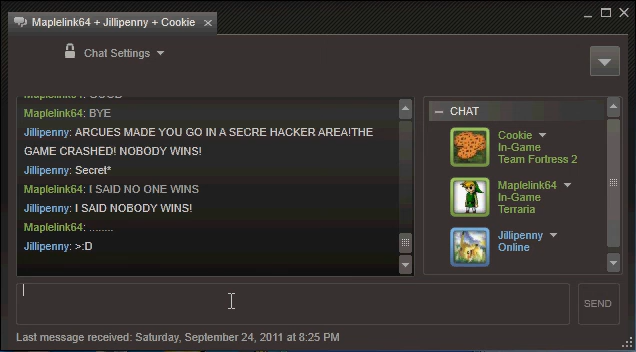 Maplelink64 + Jillipenny + Cookie
Chat Settings
Maplelink64: GOOD
Maplelink64: BYE
Jillipenny: ARCUES MADE YOU GO IN A SECRE HACKER AREA!THE
GAME CRASHED! NOBODY WINS!
Jillipenny: Secret*
Maplelink64: I SAID NO ONE WINS
Jillipenny: I SAID NOBODY WINS!
Maplelink64: ........
Jillipenny: >:D
CHAT
Cookie
In-Game
Team Fortress 2
Maplelink64
In-Game
Terraria
Jillipenny
Online
SEND
Last message received: Saturday, September 24, 2011 at 8:25 PM